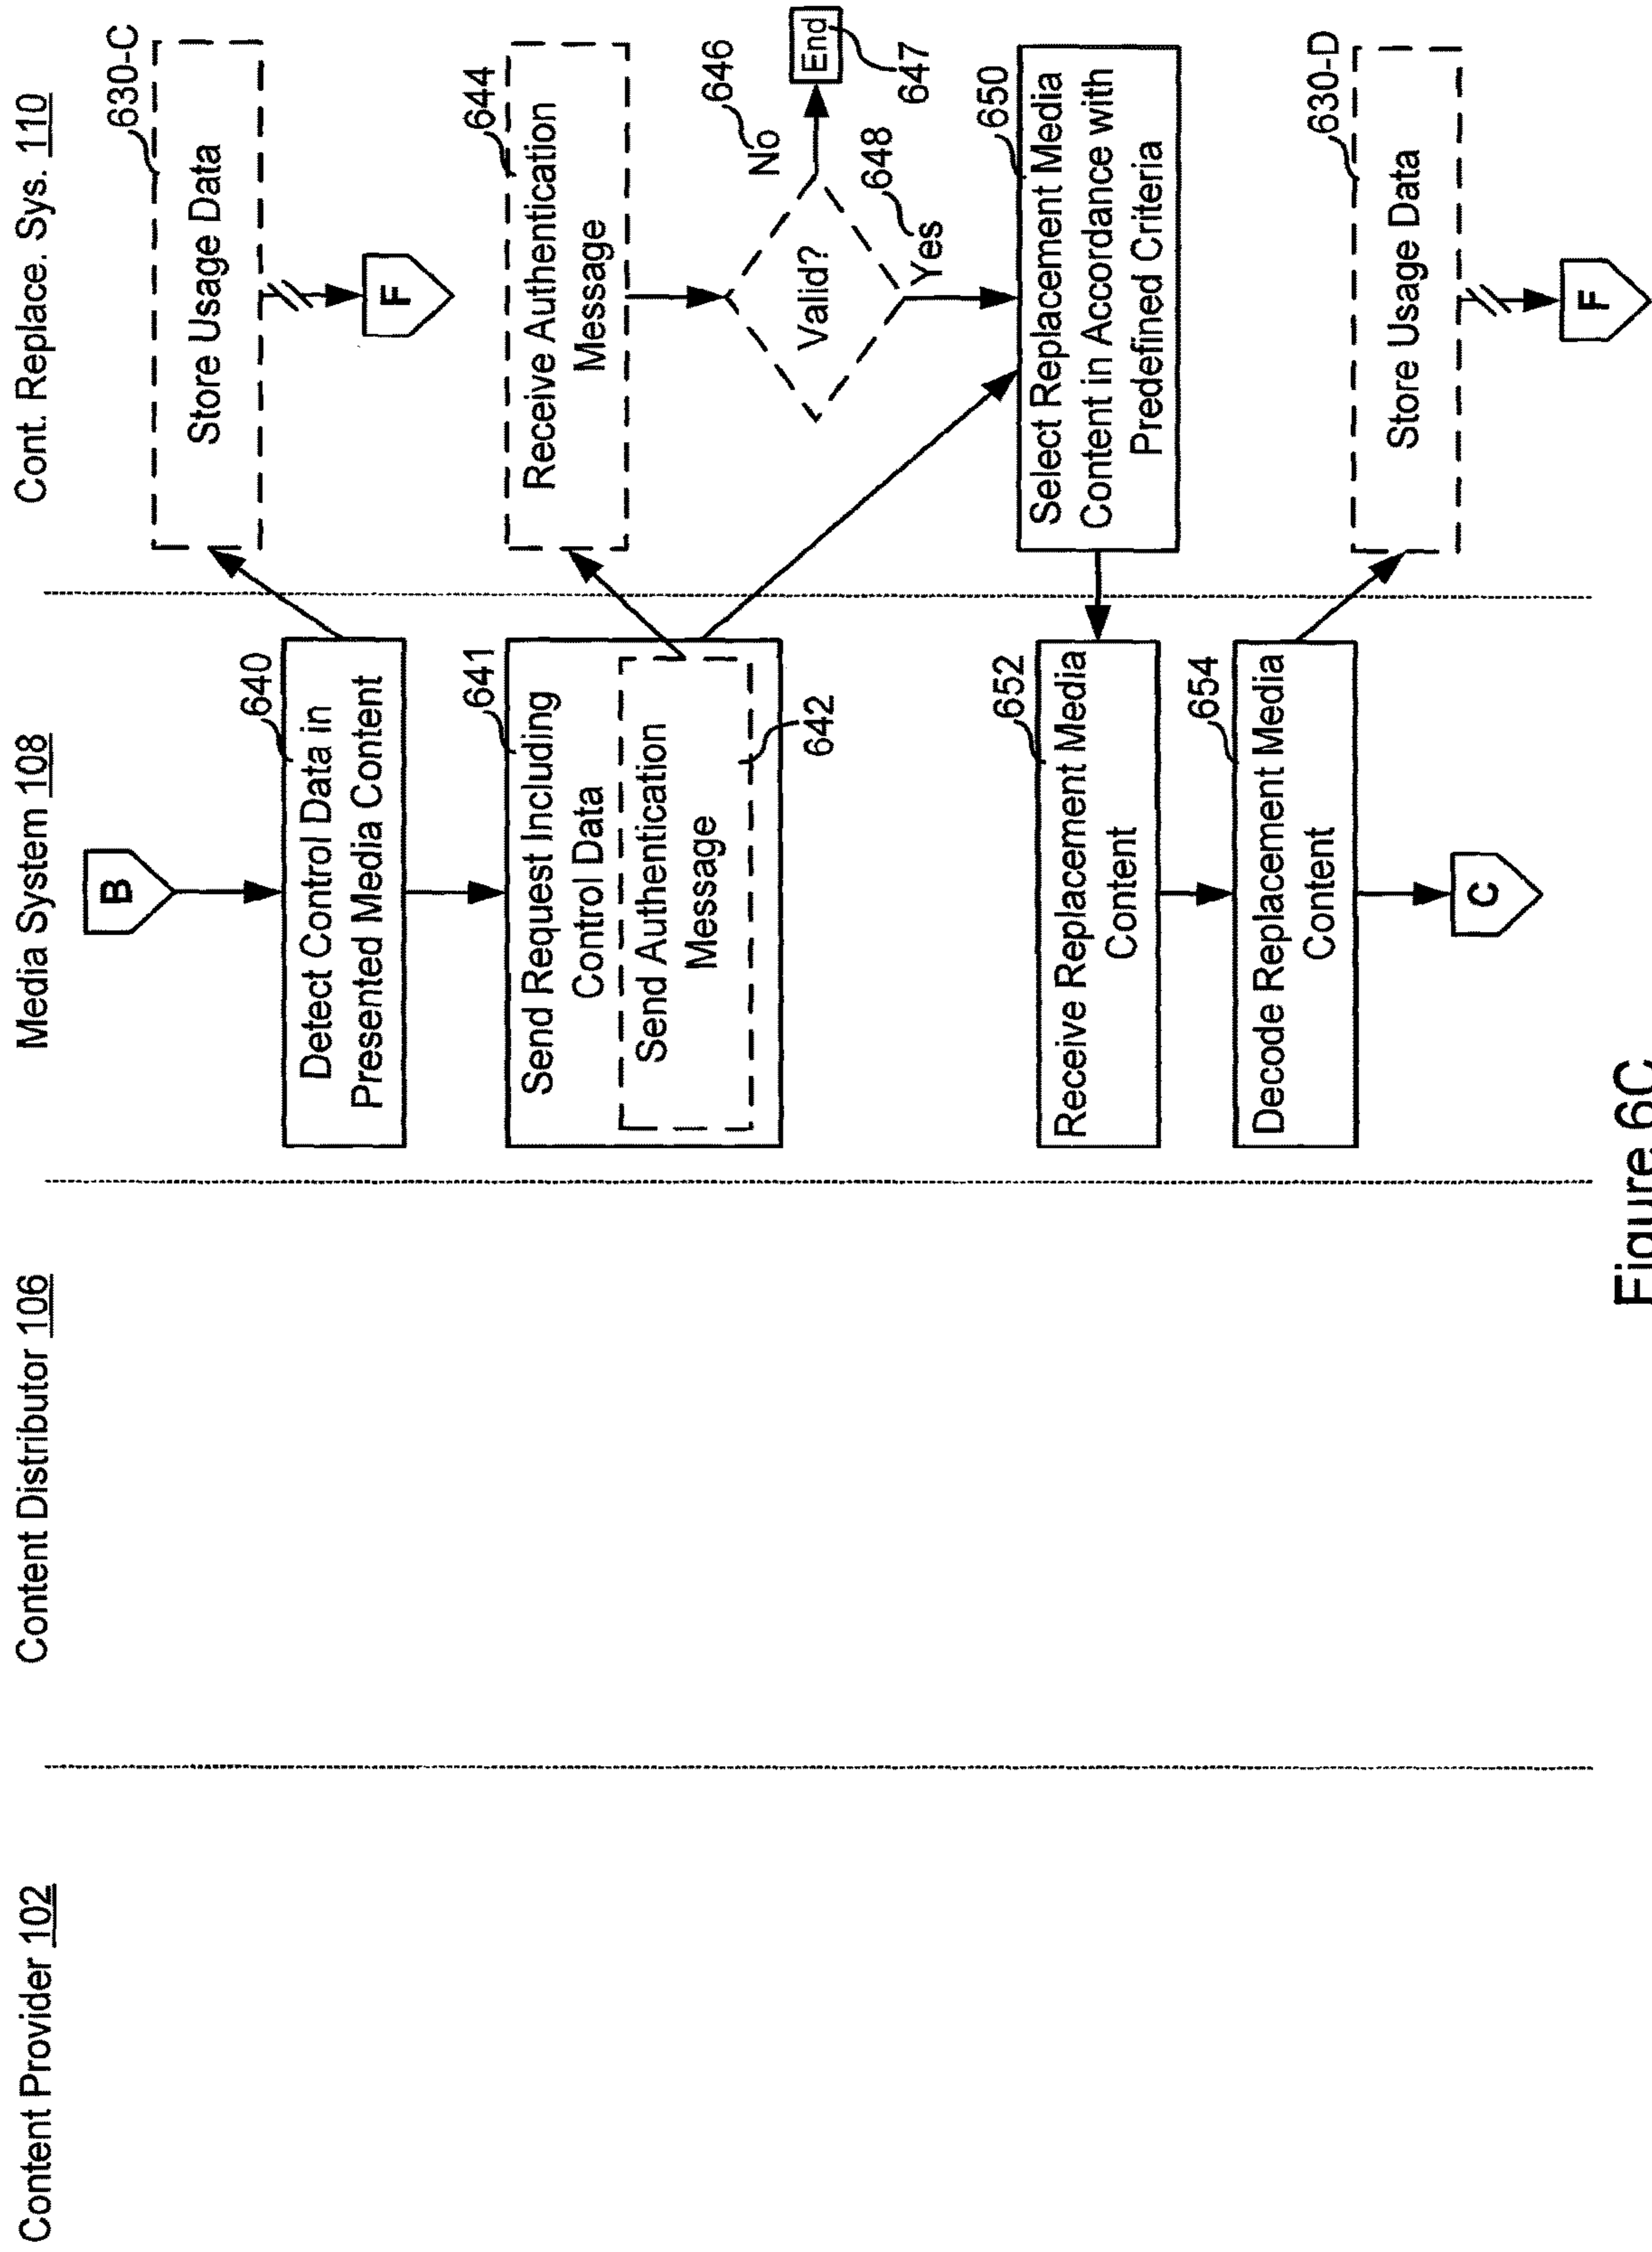 Content Provider 102
Content Distributor 106
Media System 108
Cont. Replace. Sys. 110
B
640
Detect Control Data in
Presented Media Content
630-C
Store Usage Data
F
641
Send Request Including
Control Data
Send Authentication
Message
642
644
Receive Authentication
Message
Valid?
No
646
End
647
Yes
648
650
Select Replacement Media
Content in Accordance with
Predefined Criteria
652
Receive Replacement Media
Content
654
Decode Replacement Media
Content
C
630-D
Store Usage Data
F
Figure 6C